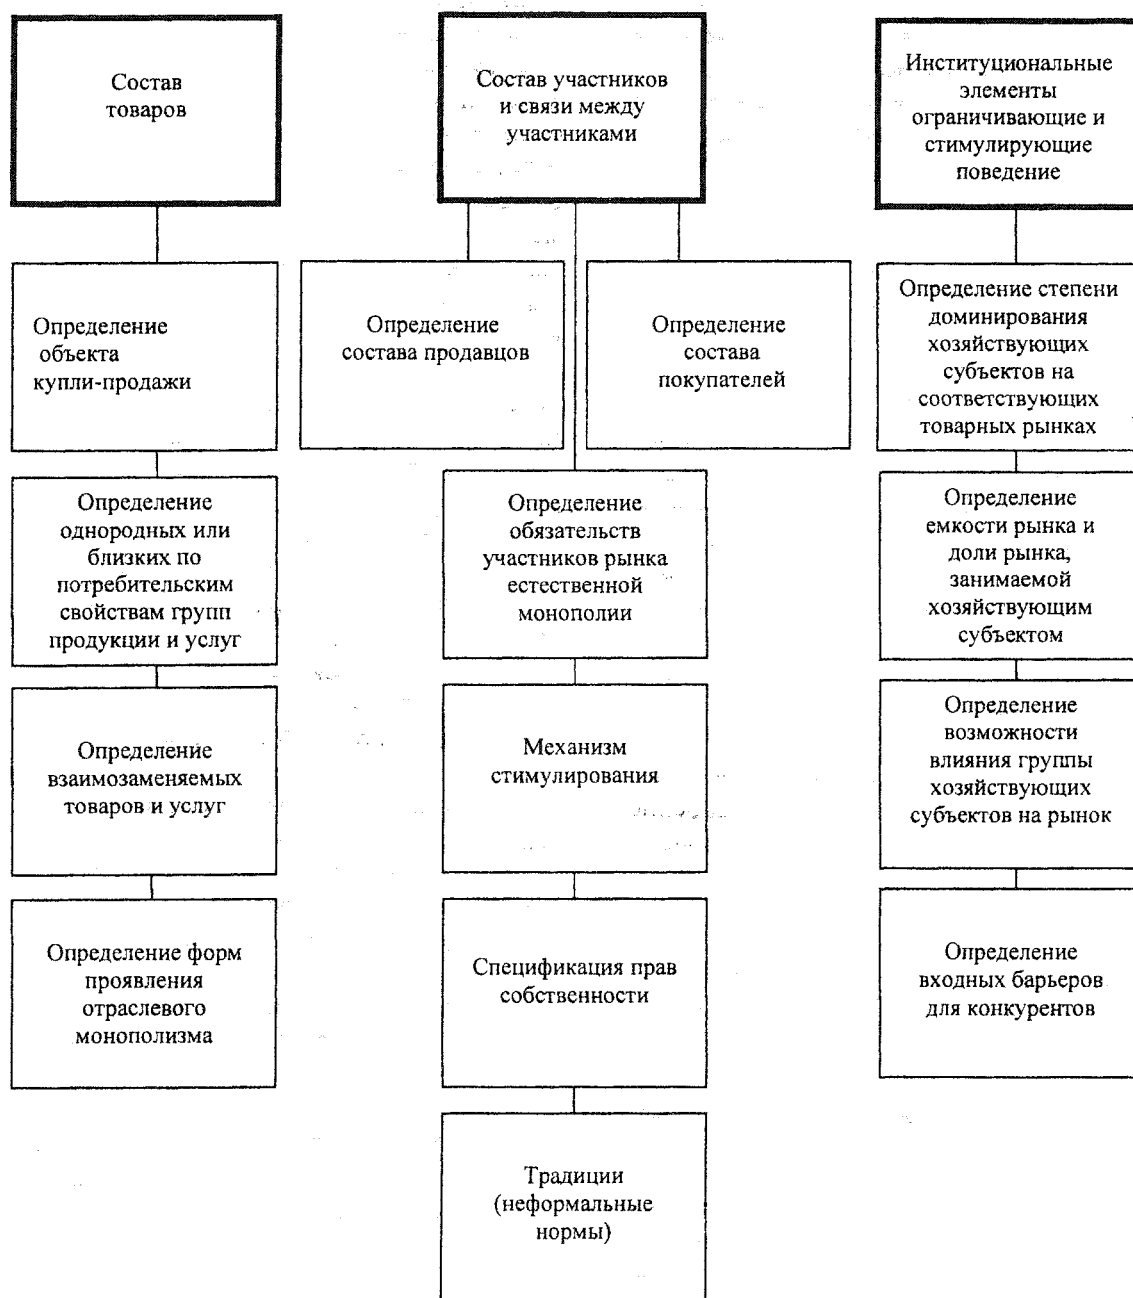 Состав
товаров
Состав участников
и связи между
участниками
Институциональные
элементы
ограничивающие и
стимулирующие
поведение
Определение
объекта
купли-продажи
Определение
состава продавцов
Определение
состава
покупателей
Определение степени
доминирования
хозяйствующих
субъектов на
соответствующих
товарных рынках
Определение
однородных или
близких по
потребительским
свойствам групп
продукции и услуг
Определение
обязательств
участников рынка
естественной
монополии
Определение
емкости рынка и
доли рынка,
занимаемой
хозяйствующим
субъектом
Определение
взаимозаменяемых
товаров и услуг
Механизм
стимулирования
Определение
возможности
влияния группы
хозяйствующих
субъектов на рынок
Определение форм
проявления
отраслевого
монополизма
Спецификация прав
собственности
Определение
входных барьеров
для конкурентов
Традиции
(неформальные
нормы)